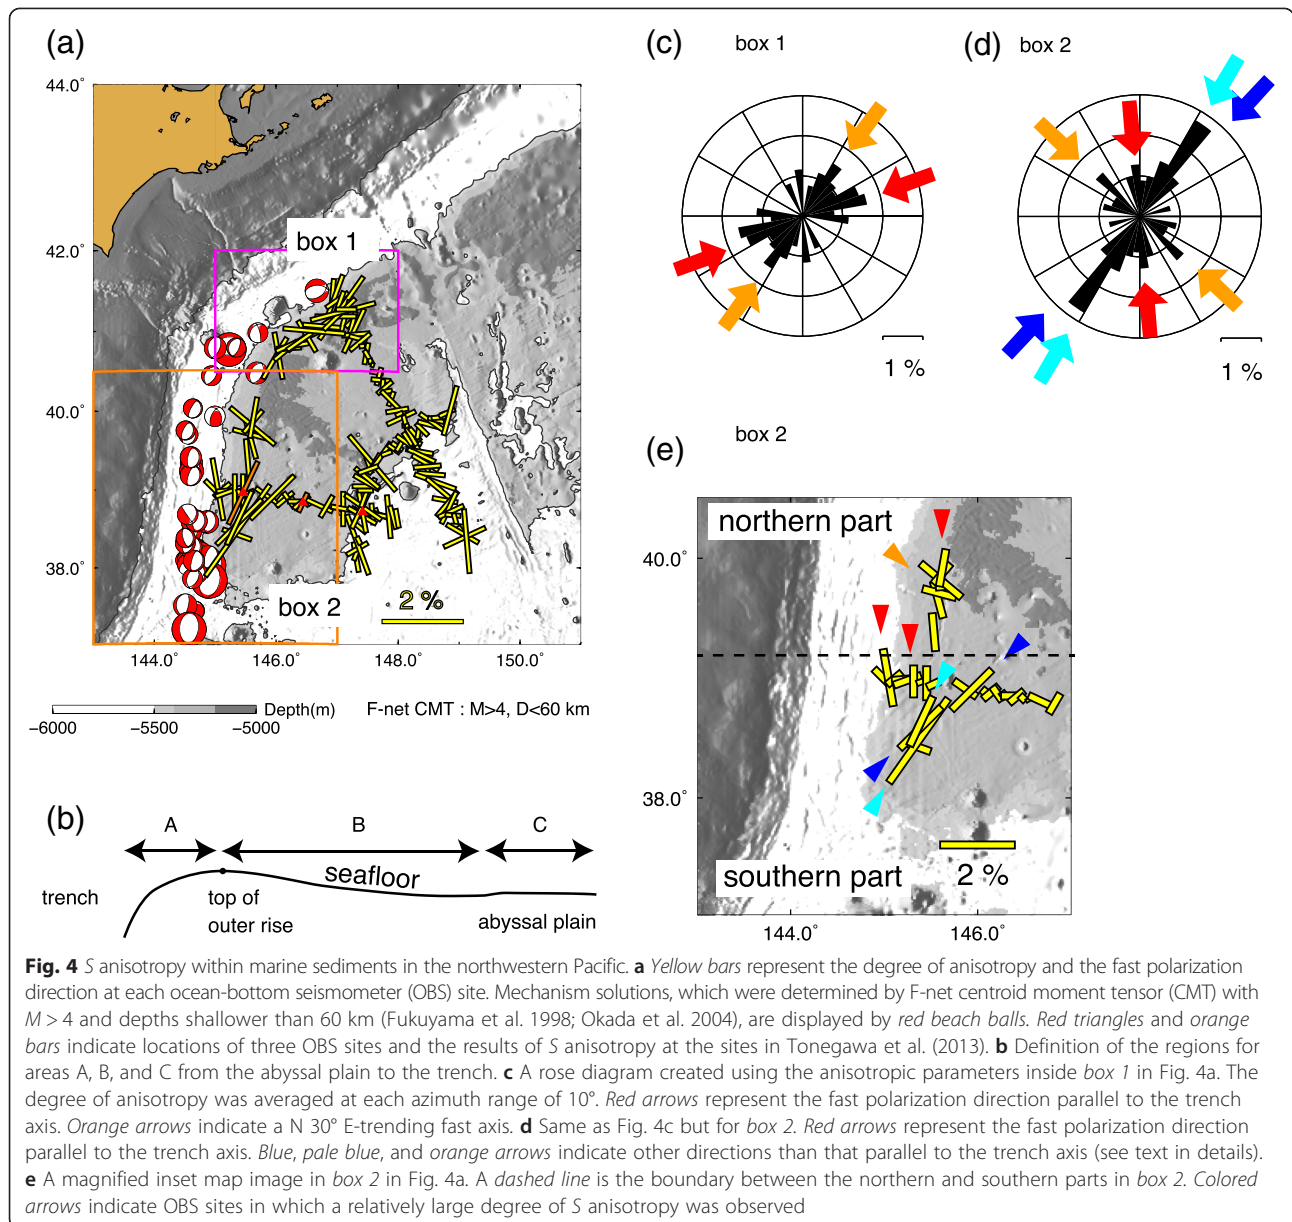 (a)
44.0°
42.0°
40.0°
38.0°
box 1
box 2
2 %
144.0°
146.0°
148.0°
150.0°
Depth(m)
−6000
−5500
−5000
F-net CMT : M>4, D<60 km
(b)
A
B
C
trench
top of
outer rise
seafloor
abyssal plain
(c)
box 1
1 %
(d)
box 2
1 %
box 2
(e)
northern part
40.0°
38.0°
southern part
2 %
144.0°
146.0°
Fig. 4 S anisotropy within marine sediments in the northwestern Pacific. a Yellow bars represent the degree of anisotropy and the fast polarization
direction at each ocean-bottom seismometer (OBS) site. Mechanism solutions, which were determined by F-net centroid moment tensor (CMT) with
M > 4 and depths shallower than 60 km (Fukuyama et al. 1998; Okada et al. 2004), are displayed by red beach balls. Red triangles and orange
bars indicate locations of three OBS sites and the results of S anisotropy at the sites in Tonegawa et al. (2013). b Definition of the regions for
areas A, B, and C from the abyssal plain to the trench. c A rose diagram created using the anisotropic parameters inside box 1 in Fig. 4a. The
degree of anisotropy was averaged at each azimuth range of 10°. Red arrows represent the fast polarization direction parallel to the trench
axis. Orange arrows indicate a N 30° E-trending fast axis. d Same as Fig. 4c but for box 2. Red arrows represent the fast polarization direction
parallel to the trench axis. Blue, pale blue, and orange arrows indicate other directions than that parallel to the trench axis (see text in details).
e A magnified inset map image in box 2 in Fig. 4a. A dashed line is the boundary between the northern and southern parts in box 2. Colored
arrows indicate OBS sites in which a relatively large degree of S anisotropy was observed